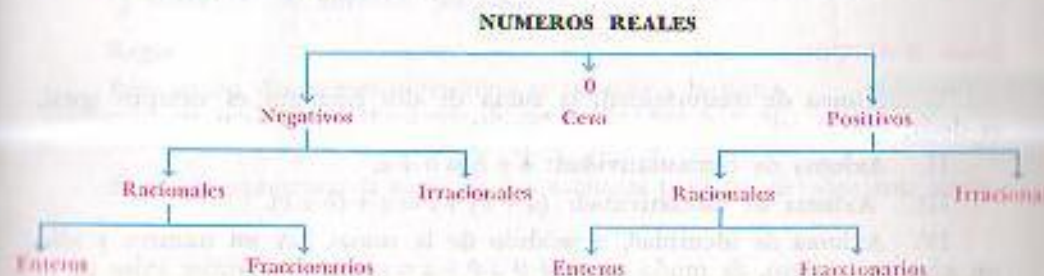 NUMEROS REALES
0
Negativos Cero Positivos
Racionales Irracionales Racionales
Enteros Fraccionarios Enteros Fraccionarios